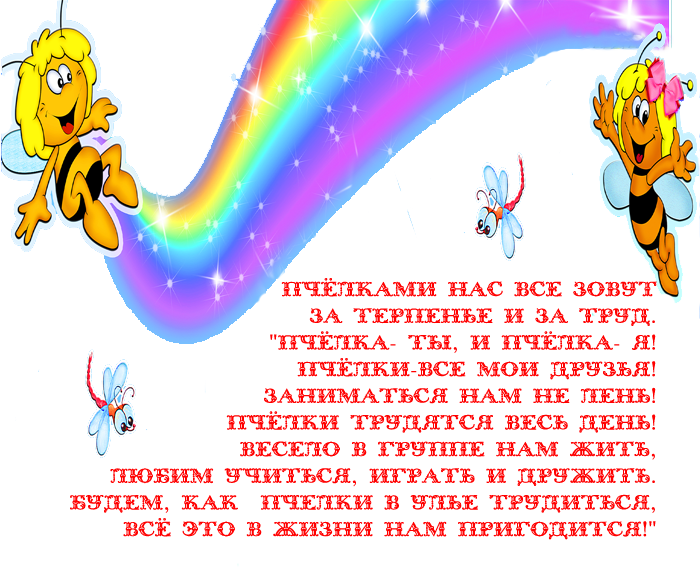 ПЧЁЛКАМИ НАС ВСЕ ЗОВУТ
ЗА ТЕРПЕНЬЕ И ЗА ТРУД.
"ПЧЁЛКА- ТЫ, И ПЧЁЛКА- Я!
ПЧЁЛКИ-ВСЕ МОИ ДРУЗЬЯ!
ЗАНИМАТЬСЯ НАМ НЕ ЛЕНЬ!
ПЧЁЛКИ ТРУДЯТСЯ ВЕСЬ ДЕНЬ!
ВЕСЕЛО В ГРУППЕ НАМ ЖИТЬ,
ЛЮБИМ УЧИТЬСЯ, ИГРАТЬ И ДРУЖИТЬ.
БУДЕМ, КАК ПЧЕЛКИ В УЛЬЕ ТРУДИТЬСЯ,
ВСЁ ЭТО В ЖИЗНИ НАМ ПРИГОДИТСЯ!"